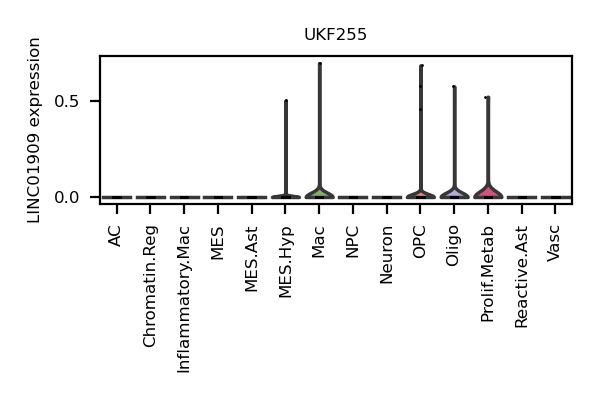 UKF255
LINC01909 expression
0.5
0.0
AC
Chromatin.Reg
Inflammatory.Mac
MES
MES.Ast
MES.Hyp
Mac
NPC
Neuron
OPC
Oligo
Prolif.Metab
Reactive.Ast
Vasc